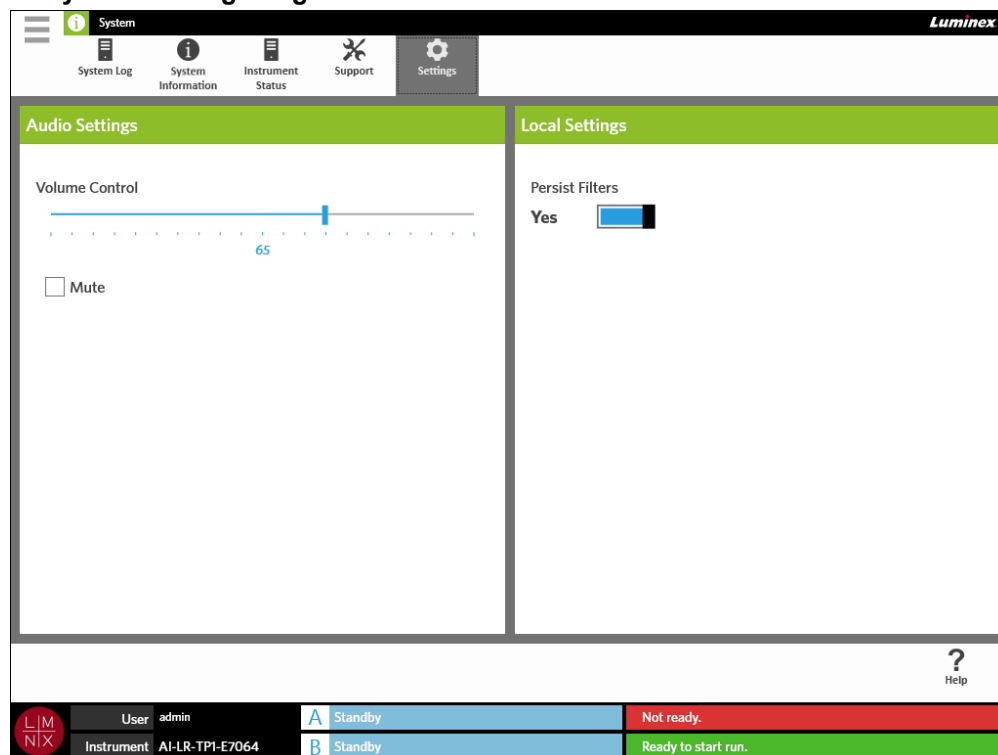 System
Luminex
System Log
System
Information
Instrument
Status
Support
Settings
Audio Settings
Volume Control
65
Mute
Local Settings
Persist Filters
Yes
?
Help
L M
N X
User admin
A Standby
Not ready.
Instrument AI-LR-TP1-E7064
B Standby
Ready to start run.